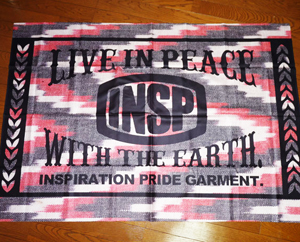 LIVE IN PEACE
INSP
WITH THE EARTH.
INSPIRATION PRIDE GARMENT.